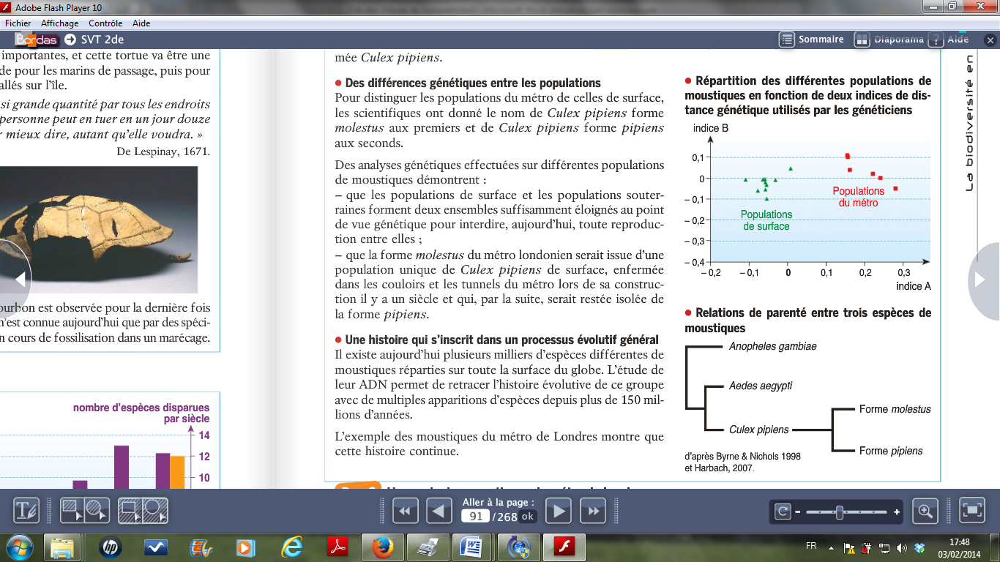 Adobe Flash Player 10
Fichier Affichage Contrôle Aide
Bordas SVT 2de
Sommaire Diaporama ? Aide
importantes, et cette tortue va être une
de pour les marins de passage, puis pour
allés sur l'île.
si grande quantité par tous les endroits
personne peut en tuer en un jour douze
r mieux dire, autant qu'elle voudra. »
De Lespinay, 1671.
ourbon est observée pour la dernière fois
n'est connue aujourd'hui que par des spéci-
n cours de fossilisation dans un marécage.
nombre d'espèces disparues
par siècle
14
12
10
mée Culex pipiens.
• Des différences génétiques entre les populations
Pour distinguer les populations du métro de celles de surface,
les scientifiques ont donné le nom de Culex pipiens forme
molestus aux premiers et de Culex pipiens forme pipiens
aux seconds.
Des analyses génétiques effectuées sur différentes populations
de moustiques démontrent :
– que les populations de surface et les populations souter-
raines forment deux ensembles suffisamment éloignés au point
de vue génétique pour interdire, aujourd'hui, toute reproduc-
tion entre elles ;
– que la forme molestus du métro londonien serait issue d'une
population unique de Culex pipiens de surface, enfermée
dans les couloirs et les tunnels du métro lors de sa construc-
tion il y a un siècle et qui, par la suite, serait restée isolée de
la forme pipiens.
• Une histoire qui s'inscrit dans un processus évolutif général
Il existe aujourd'hui plusieurs milliers d'espèces différentes de
moustiques réparties sur toute la surface du globe. L'étude de
leur ADN permet de retracer l'histoire évolutive de ce groupe
avec de multiples apparitions d'espèces depuis plus de 150 mil-
lions d'années.
L'exemple des moustiques du métro de Londres montre que
cette histoire continue.
• Répartition des différentes populations de
moustiques en fonction de deux indices de dis-
tance génétique utilisés par les généticiens
indice B
0,1
0
– 0,1
– 0,2
– 0,3
– 0,4
Populations
du métro
Populations
de surface
– 0,2 – 0,1 0 0,1 0,2 0,3
indice A
• Relations de parenté entre trois espèces de
moustiques
Anopheles gambiae
Aedes aegypti
Culex pipiens
Forme molestus
Forme pipiens
d'après Byrne & Nichols 1998
et Harbach, 2007.
La biodiversité en
Aller à la page :
91 /268 ok
FR
17:48
03/02/2014